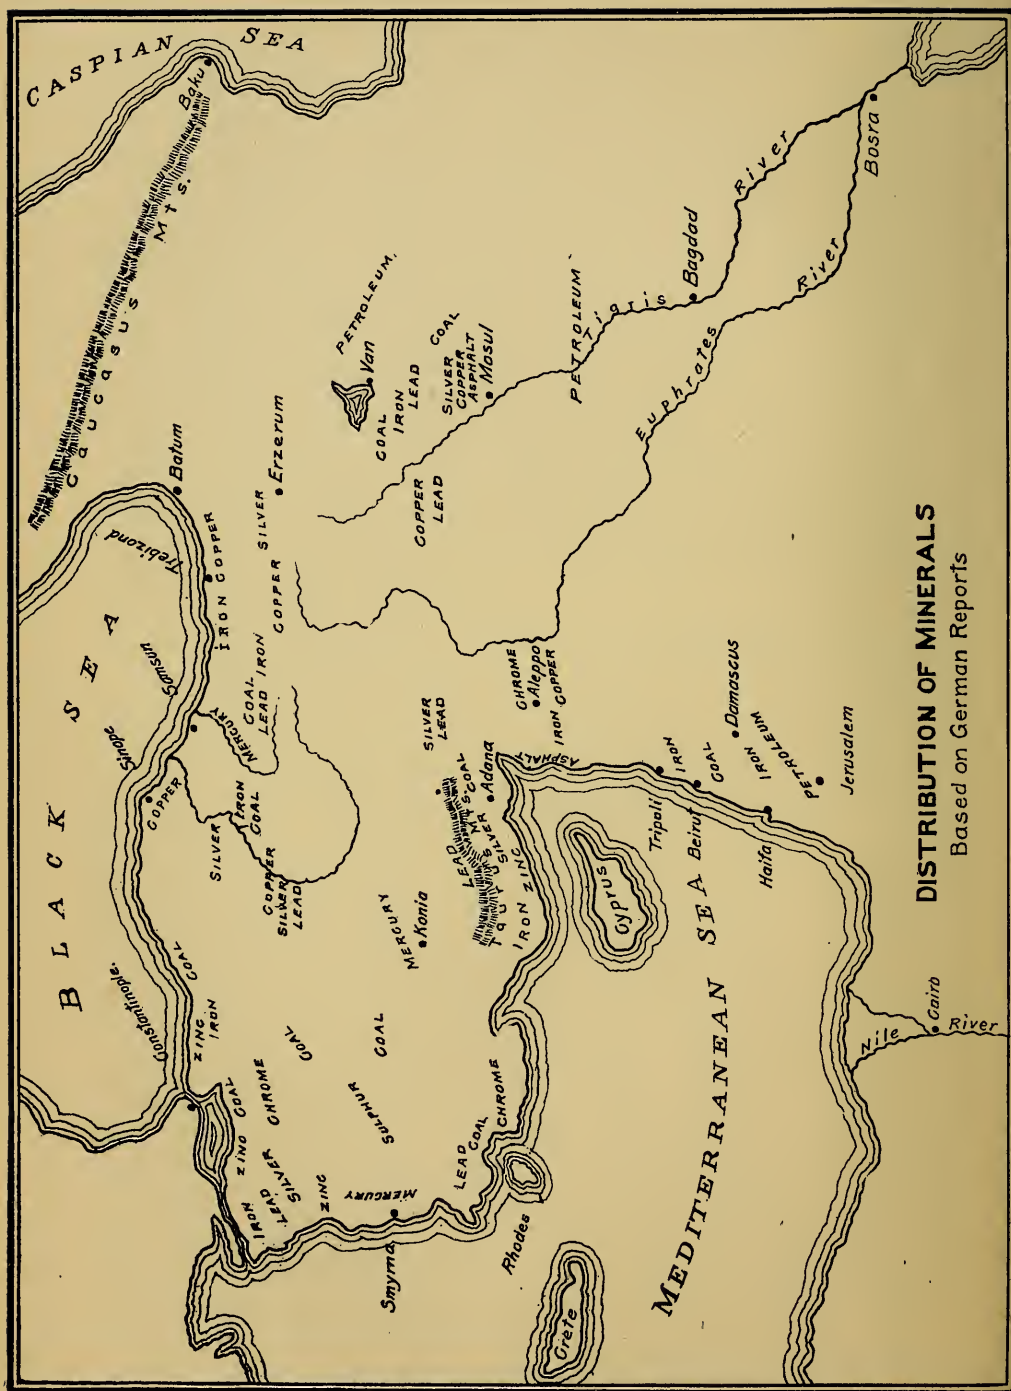 CASPIAN SEA
Baku
Caucasus Mts.
BLACK SEA
Batum
Trebizond
Samsun
Sinope
Constantinople.
IRON COPPER
COPPER SILVER
Erzerum
PETROLEUM.
Van
COAL
IRON
LEAD
COAL
SILVER
COPPER
ASPHALT
Mosul
PETROLEUM
Tigris River
Bagdad
Euphrates River
Bosra
COPPER
LEAD
MERCURY
COAL
LEAD IRON
COPPER
SILVER
IRON
COAL
COPPER
SILVER
LEAD
COAL
ZINC
IRON
COAL
COAL
ZINC COAL
CHROME
IRON
LEAD
SILVER
ZINC
SULPHUR
MERCURY
Smyrna
LEAD
COAL
CHROME
Rhodes
Crete
MERCURY
Konia
SILVER
LEAD
LEAD
SILVER
Taurus Mts.
SILVER
COAL
Adana
IRON ZINC
CHROME
Aleppo
IRON COPPER
ASPHALT
Cyprus
Tripoli
IRON
Beirut
COAL
Damascus
IRON
PETROLEUM
Haifa
Jerusalem
MEDITERRANEAN SEA
Nile River
Cairo
DISTRIBUTION OF MINERALS
Based on German Reports